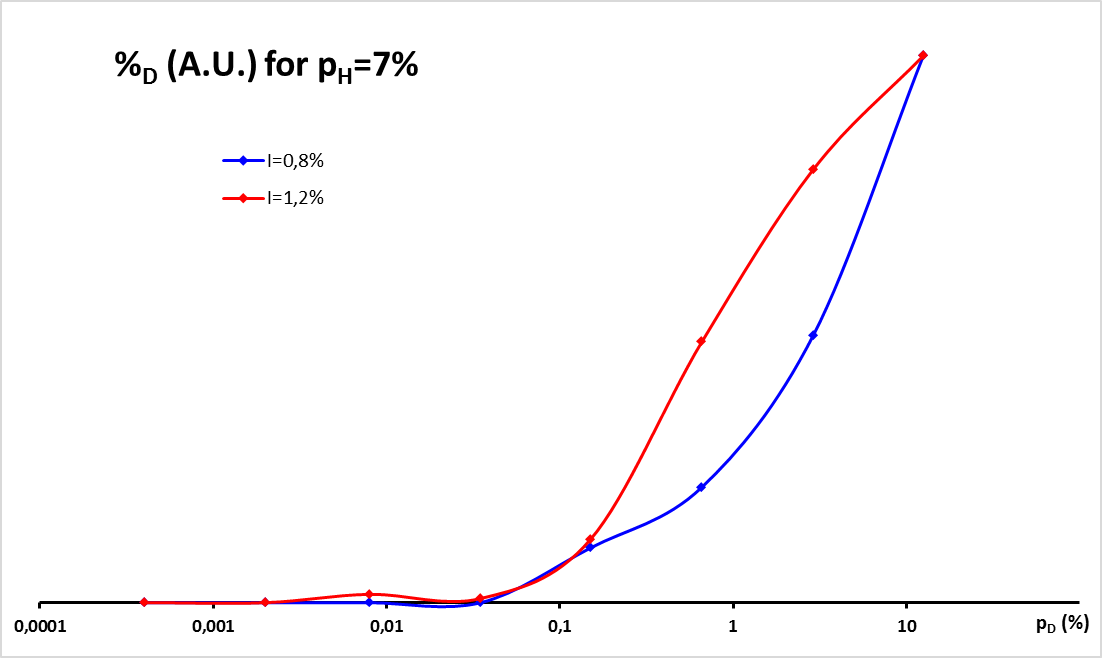 %D (A.U.) for pH=7%
I=0,8%
I=1,2%
0,0001 0,001 0,01 0,1 1 10 pD (%)